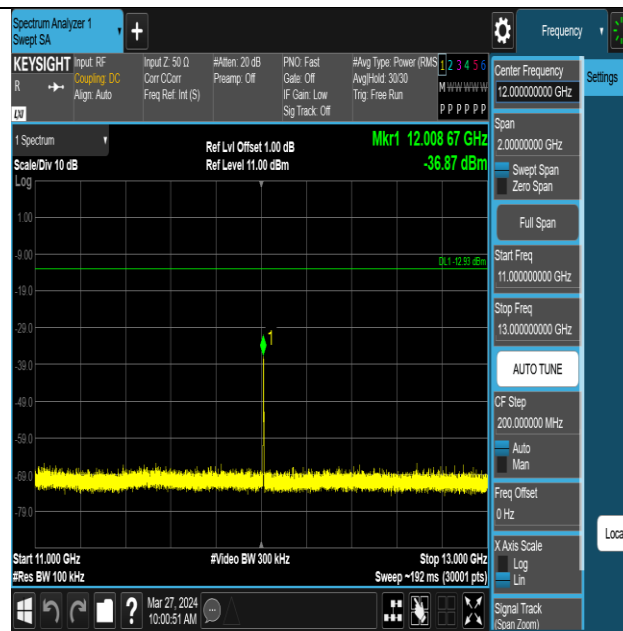 Spectrum Analyzer 1
Swept SA
+
Frequency
KEYSIGHT
R
LXI
Input: RF
Coupling: DC
Align: Auto
Input Z: 50 Ω
Corr CCorr
Freq Ref: Int (S)
#Atten: 20 dB
Preamp: Off
PNO: Fast
Gate: Off
IF Gain: Low
Sig Track: Off
#Avg Type: Power (RMS
Avg|Hold: 30/30
Trig: Free Run
1 2 3 4 5 6
M W W W W W
P P P P P P
1 Spectrum
Scale/Div 10 dB
Ref Lvl Offset 1.00 dB
Ref Level 11.00 dBm
Mkr1 12.008 67 GHz
-36.87 dBm
Log
1.00
-9.00
-19.0
-29.0
-39.0
-49.0
-59.0
-69.0
-79.0
DL1 -12.93 dBm
1
Start 11.000 GHz
#Res BW 100 kHz
#Video BW 300 kHz
Stop 13.000 GHz
Sweep ~192 ms (30001 pts)
Center Frequency
12.000000000 GHz
Settings
Span
2.00000000 GHz
Swept Span
Zero Span
Full Span
Start Freq
11.000000000 GHz
Stop Freq
13.000000000 GHz
AUTO TUNE
CF Step
200.000000 MHz
Auto
Man
Freq Offset
0 Hz
X Axis Scale
Log
Lin
Loca
Signal Track
(Span Zoom)
?
Mar 27, 2024
10:00:51 AM